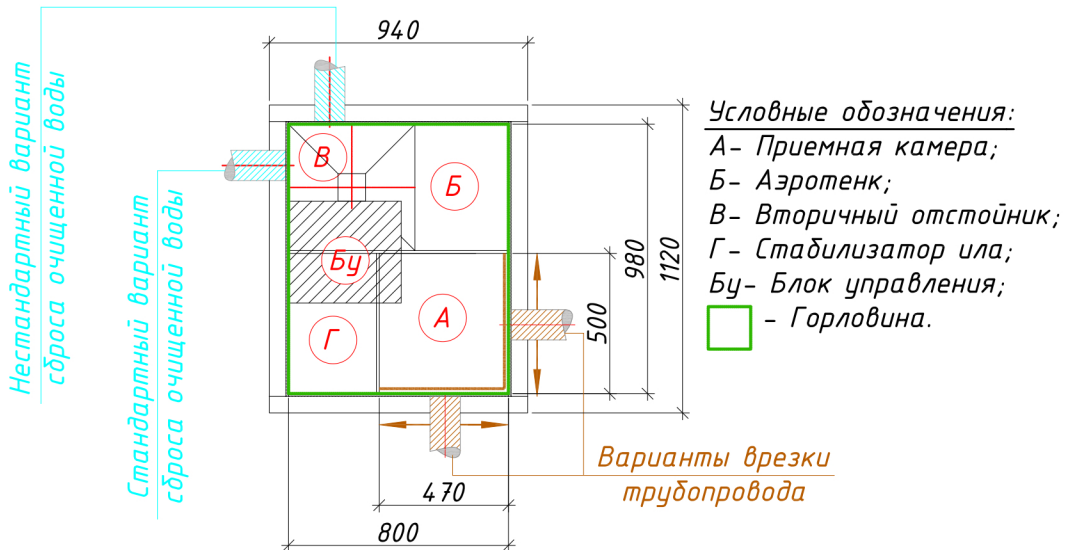 Нестандартный вариант
сброса очищенной воды
Стандартный вариант
сброса очищенной воды
940
В
Б
Бу
Г
А
500
980
1120
470
800
Варианты врезки
трубопровода
Условные обозначения:
А- Приемная камера;
Б- Аэротенк;
В- Вторичный отстойник;
Г- Стабилизатор ила;
Бу- Блок управления;
- Горловина.